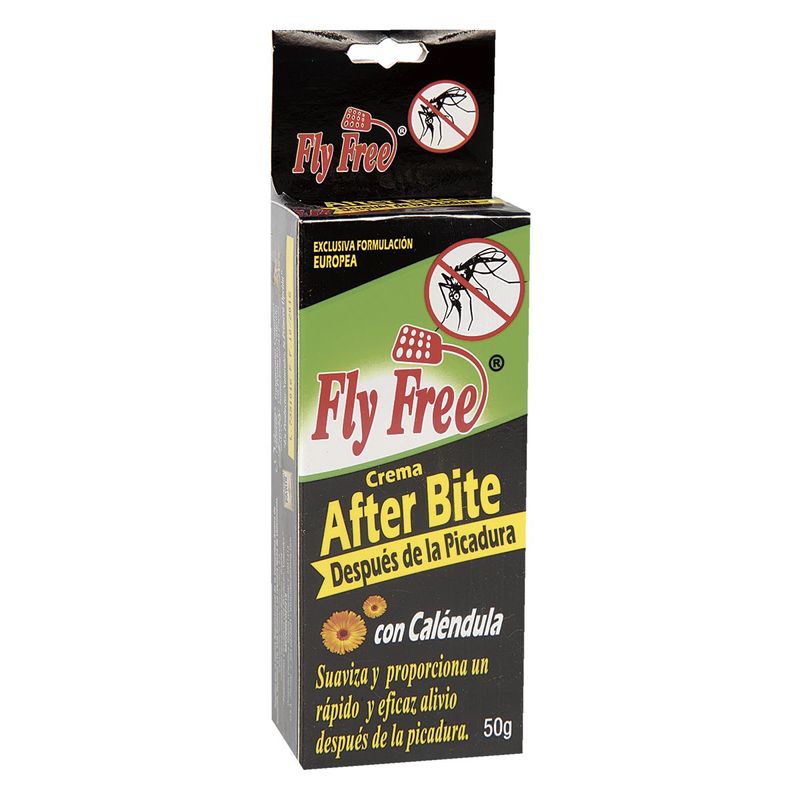 Fly Free®
EXCLUSIVA FORMULACIÓN
EUROPEA
Fly Free®
Crema
After Bite
Después de la Picadura
con Caléndula
Suaviza y proporciona un
rápido y eficaz alivio
después de la picadura.
50g